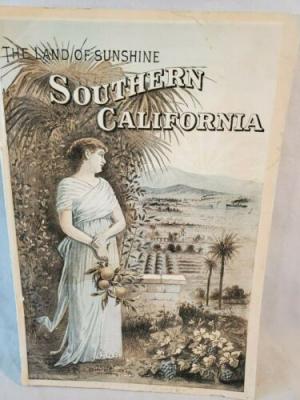 THE LAND OF SUNSHINE
SOUTHERN
CALIFORNIA